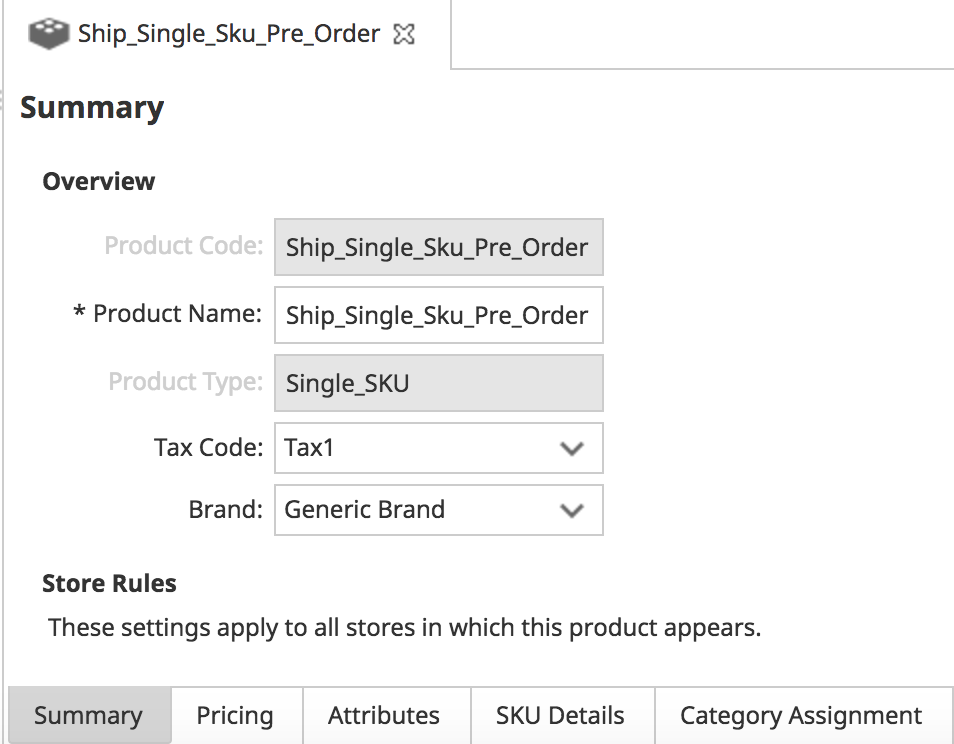 Ship_Single_Sku_Pre_Order
Summary
Overview
Product Code: Ship_Single_Sku_Pre_Order
* Product Name: Ship_Single_Sku_Pre_Order
Product Type: Single_SKU
Tax Code: Tax1
Brand: Generic Brand
Store Rules
These settings apply to all stores in which this product appears.
Summary Pricing Attributes SKU Details Category Assignment